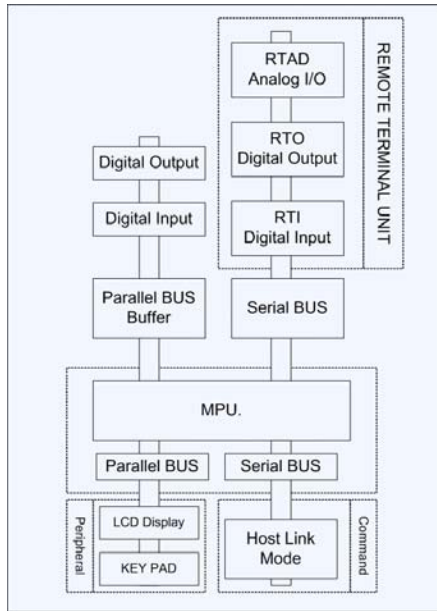 RTAD
Analog I/O
REMOTE TERMINAL UNIT
RTO
Digital Output
Digital Output
RTI
Digital Input
Digital Input
Parallel BUS
Buffer
Serial BUS
MPU.
Parallel BUS
Serial BUS
Peripheral
LCD Display
KEY PAD
Host Link
Mode
Command